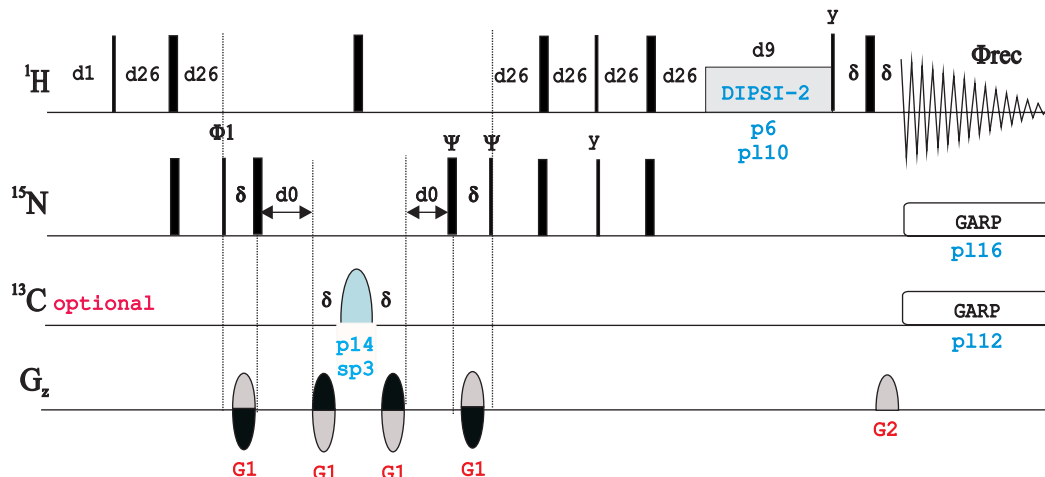 y
d9
Φrec
¹H
d1 d26 d26 d26 d26 d26 d26 DIPSI-2 δ δ
p6
pl10
Φ1 Ψ Ψ y
¹⁵N
δ d0 d0 δ
GARP
pl16
¹³C optional
δ δ
GARP
p14
pl12
sp3
Gz
G1 G1 G1 G1 G2